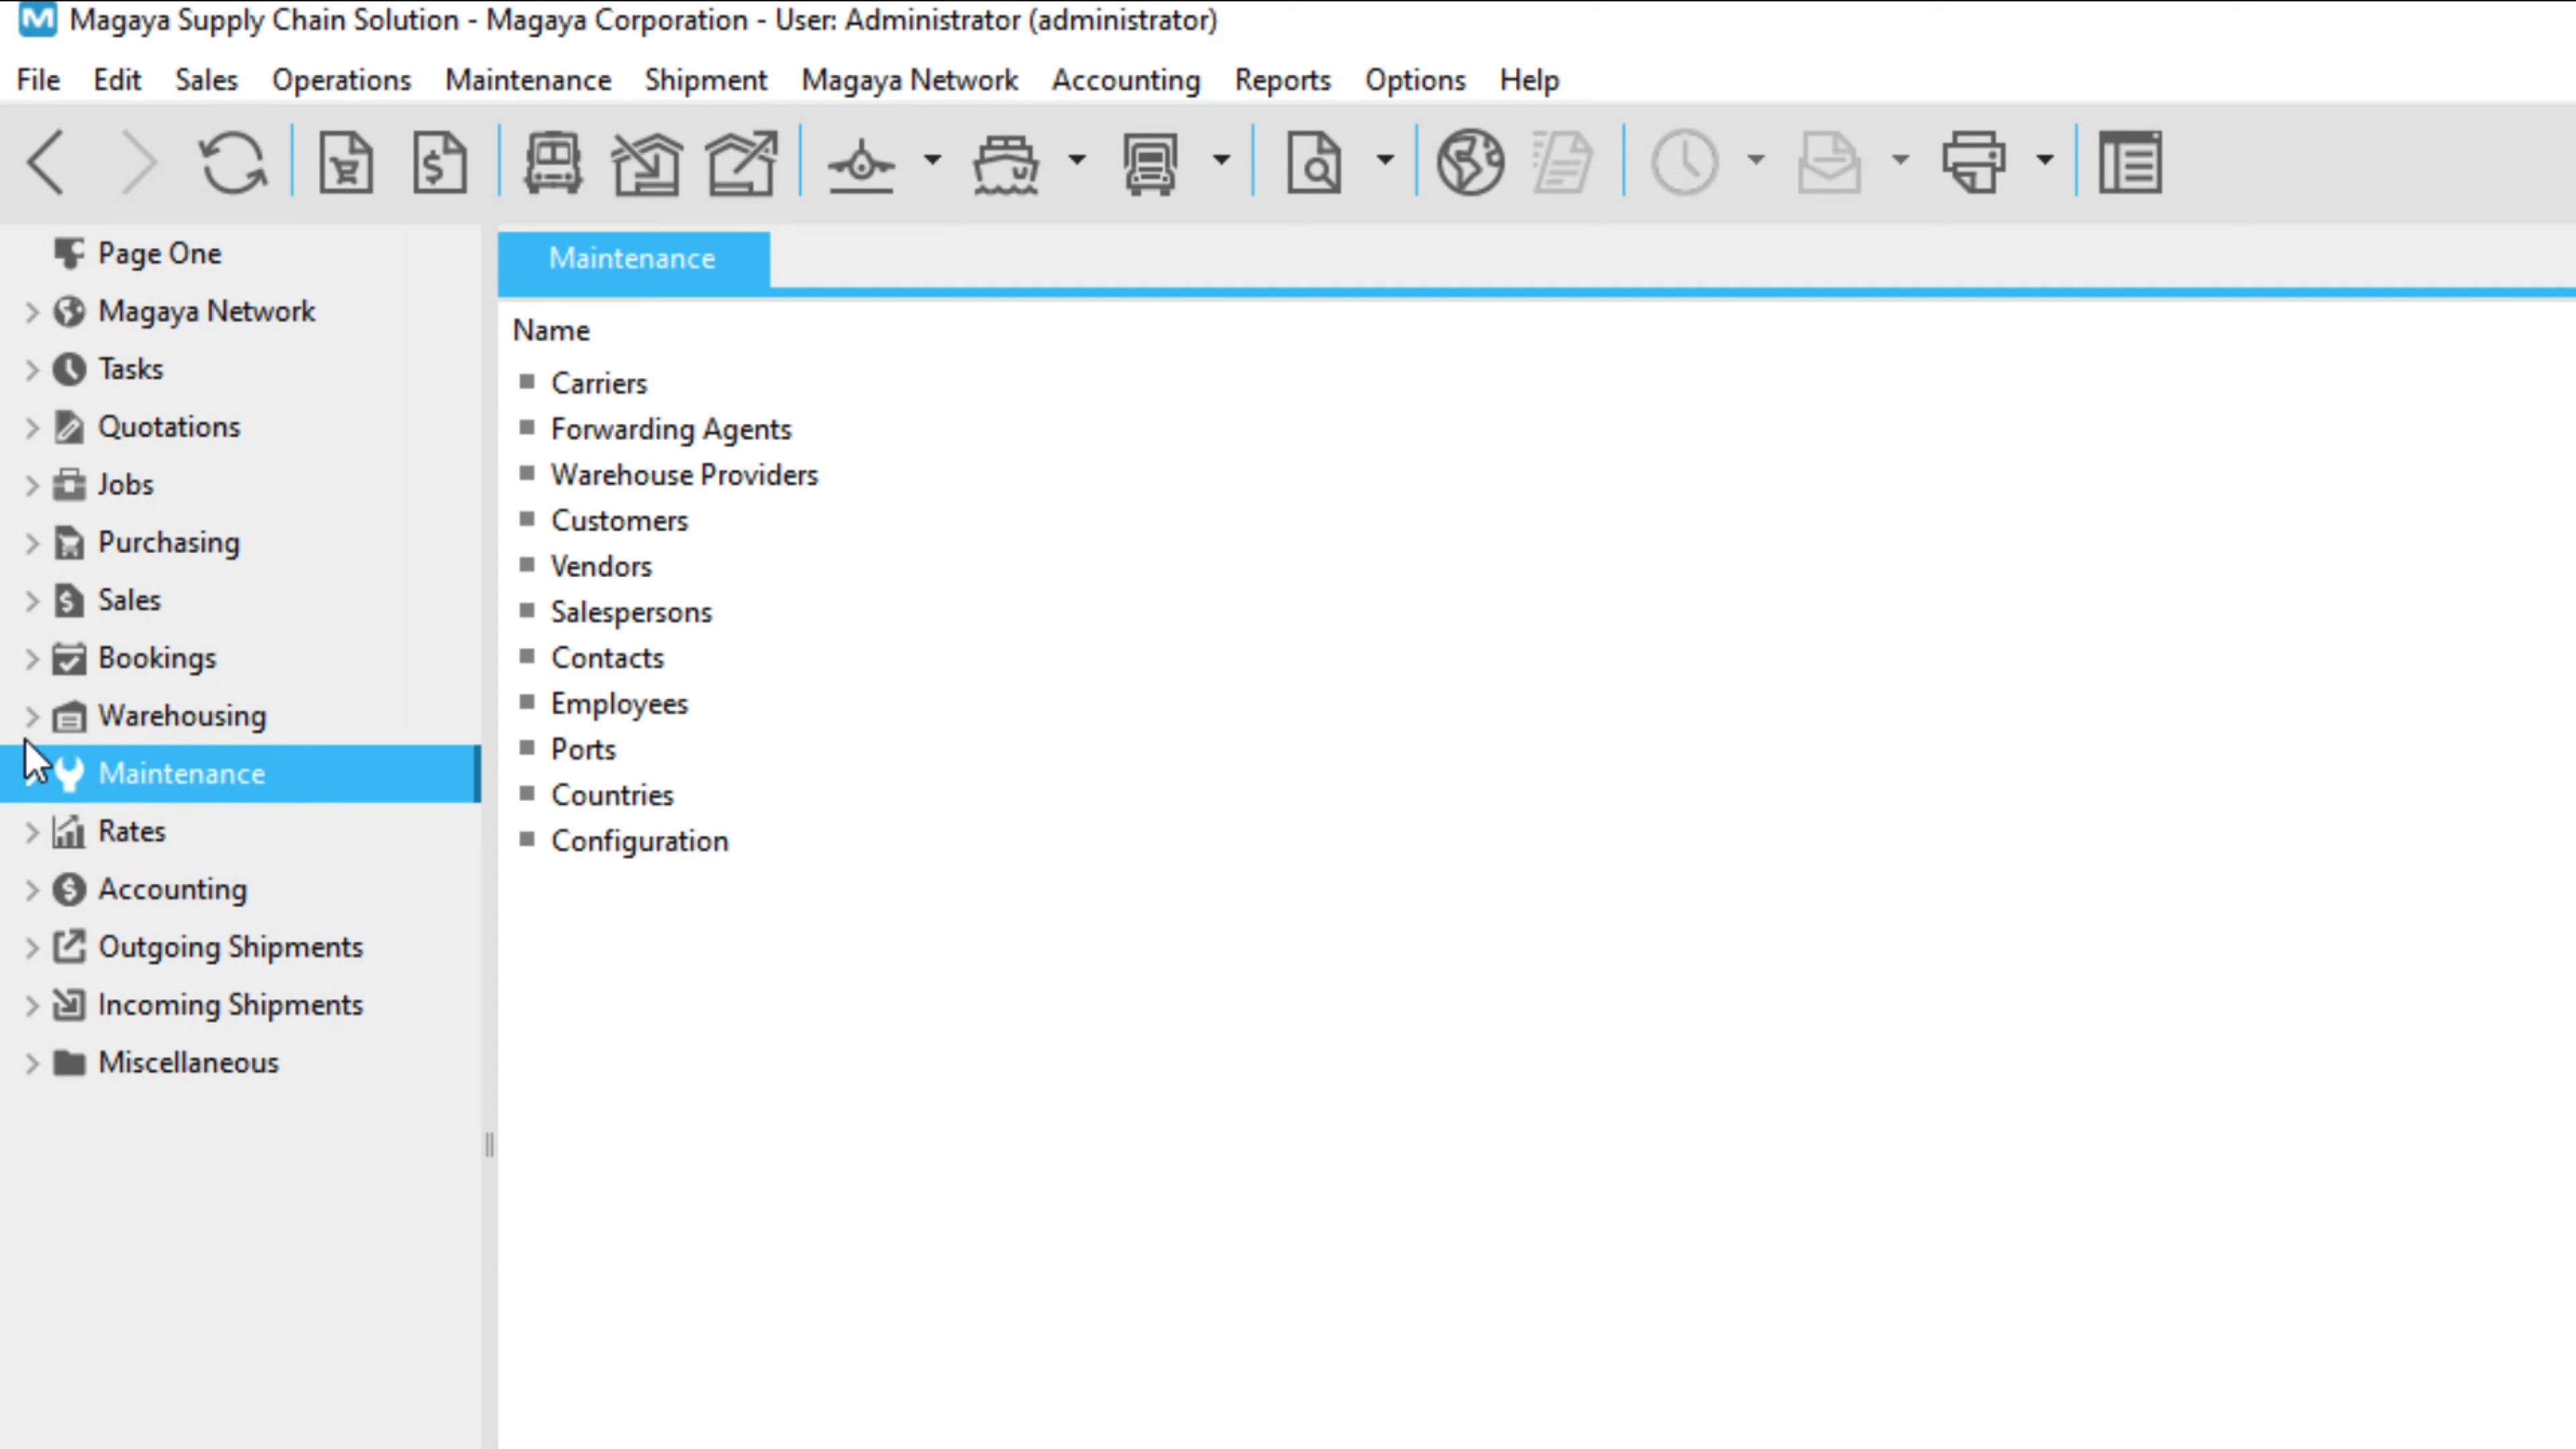 Magaya Supply Chain Solution - Magaya Corporation - User: Administrator (administrator)
File Edit Sales Operations Maintenance Shipment Magaya Network Accounting Reports Options Help
Page One
Magaya Network
Tasks
Quotations
Jobs
Purchasing
Sales
Bookings
Warehousing
Maintenance
Rates
Accounting
Outgoing Shipments
Incoming Shipments
Miscellaneous
Maintenance
Name
Carriers
Forwarding Agents
Warehouse Providers
Customers
Vendors
Salespersons
Contacts
Employees
Ports
Countries
Configuration